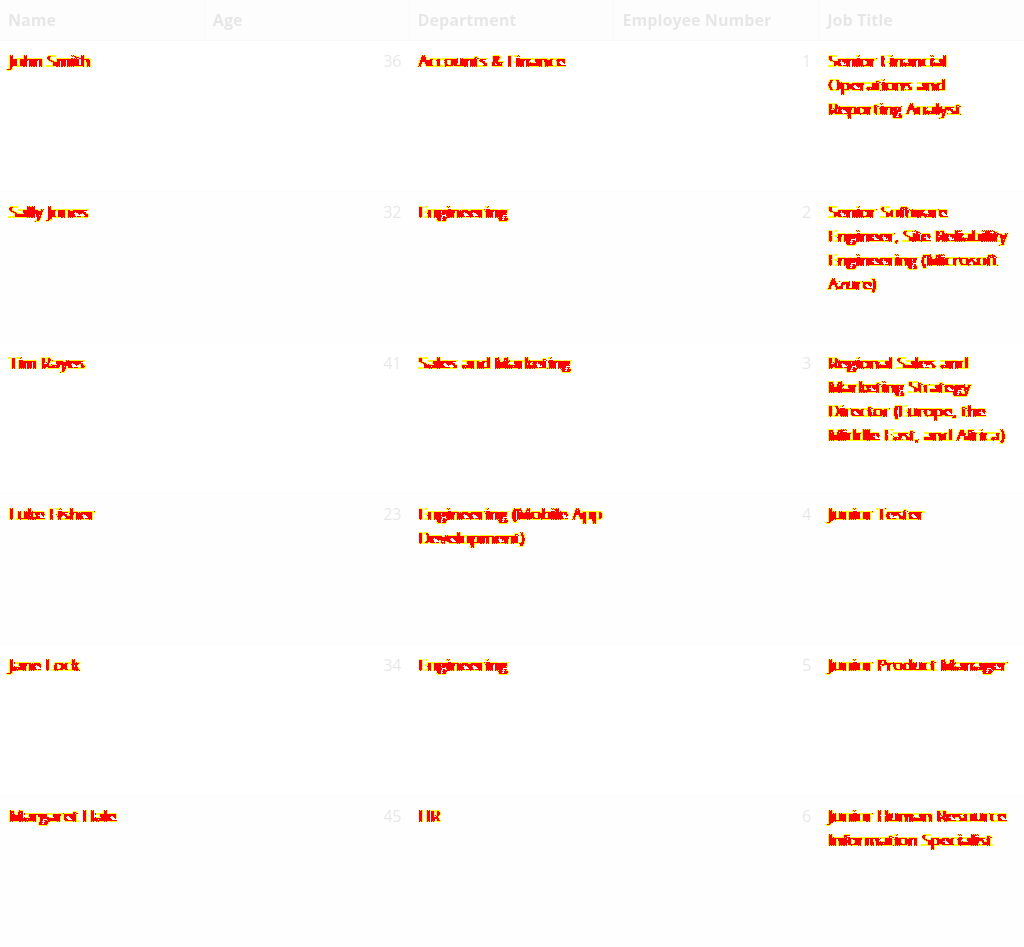 Name Age Department Employee Number Job Title
John Smith 36 Accounts & Finance 1 Senior Financial
Operations and
Reporting Analyst
Sally Jones 32 Engineering 2 Senior Software
Engineer, Site Reliability
Engineering (Microsoft
Azure)
Tim Rayes 41 Sales and Marketing 3 Regional Sales and
Marketing Strategy
Director (Europe, the
Middle East, and Africa)
Luke Fisher 23 Engineering (Mobile App 4 Junior Tester
Development)
Jane Lock 34 Engineering 5 Junior Product Manager
Margaret Hale 45 HR 6 Junior Human Resource
Information Specialist